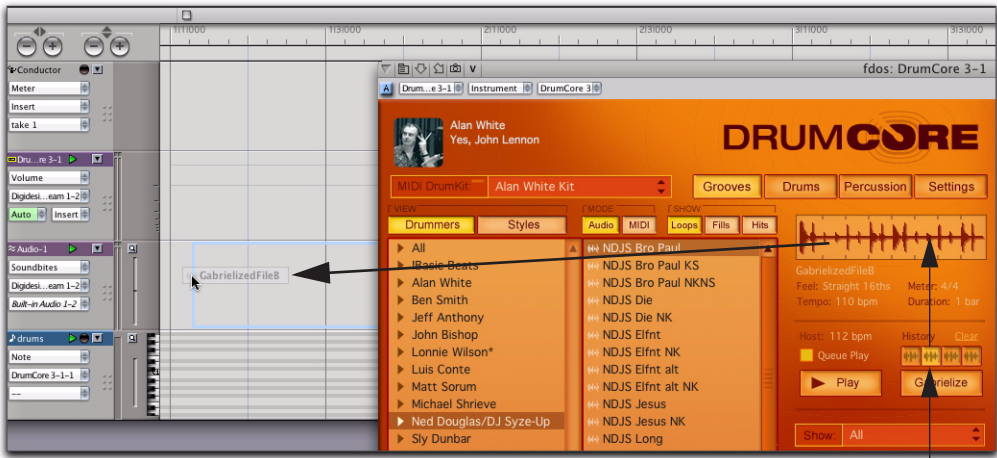 1|1|000 1|3|000 2|1|000 2|3|000 3|1|000 3|3|000
Conductor
Meter
Insert
take 1
Dru...re 3-1
Volume
Digidesi...eam 1-2
Auto Insert
Audio-1
Soundbites
Digidesi...eam 1-2
Built-in Audio 1-2
drums
Note
DrumCore 3-1-1
--
GabrielizedFileB
fdos: DrumCore 3-1
A Drum...e 3-1 Instrument DrumCore 3
Alan White
Yes, John Lennon
DRUMCORE
MIDI DrumKit: Alan White Kit
Grooves Drums Percussion Settings
VIEW MODE SHOW
Drummers Styles Audio MIDI Loops Fills Hits
All
!Basic Beats
Alan White
Ben Smith
Jeff Anthony
John Bishop
Lonnie Wilson*
Luis Conte
Matt Sorum
Michael Shrieve
Ned Douglas/DJ Syze-Up
Sly Dunbar
NDJS Bro Paul
NDJS Bro Paul KS
NDJS Bro Paul NKNS
NDJS Die
NDJS Die NK
NDJS Elfnt
NDJS Elfnt NK
NDJS Elfnt alt
NDJS Elfnt alt NK
NDJS Jesus
NDJS Jesus NK
NDJS Long
GabrielizedFileB
Feel: Straight 16ths Meter: 4/4
Tempo: 110 bpm Duration: 1 bar
Host: 112 bpm History Clear
Queue Play
Play Gabrielize
Show: All